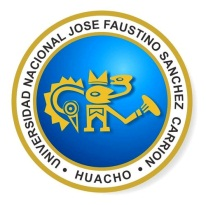 UNIVERSIDAD NACIONAL JOSE FAUSTINO SANCHEZ CARRION
• HUACHO •